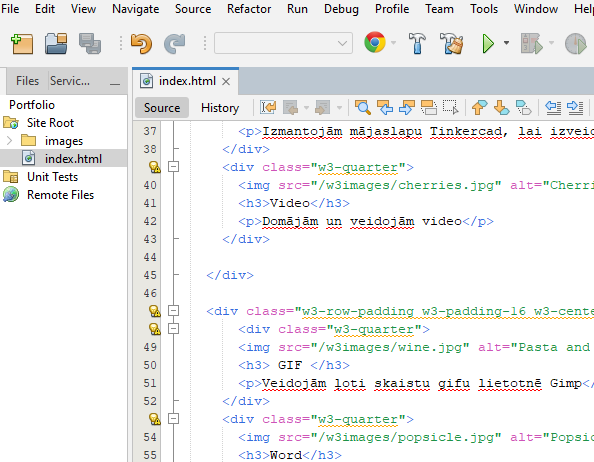 File Edit View Navigate Source Refactor Run Debug Profile Team Tools Window Help
Files Servic...
index.html
Portfolio
Site Root
images
index.html
Unit Tests
Remote Files
Source History
37 <p>Izmantojām mājaslapu Tinkercad, lai izveid
38 </div>
<div class="w3-quarter">
40 <img src="/w3images/cherries.jpg" alt="Cherri
41 <h3>Video</h3>
42 <p>Domājām un veidojām video</p>
43 </div>
44
45 </div>
46
<div class="w3-row-padding w3-padding-16 w3-cente
<div class="w3-quarter">
49 <img src="/w3images/wine.jpg" alt="Pasta and
50 <h3> GIF </h3>
51 <p>Veidojām ļoti skaistu gifu lietotnē Gimp</
52 </div>
<div class="w3-quarter">
54 <img src="/w3images/popsicle.jpg" alt="Popsic
55 <h3>Word</h3>